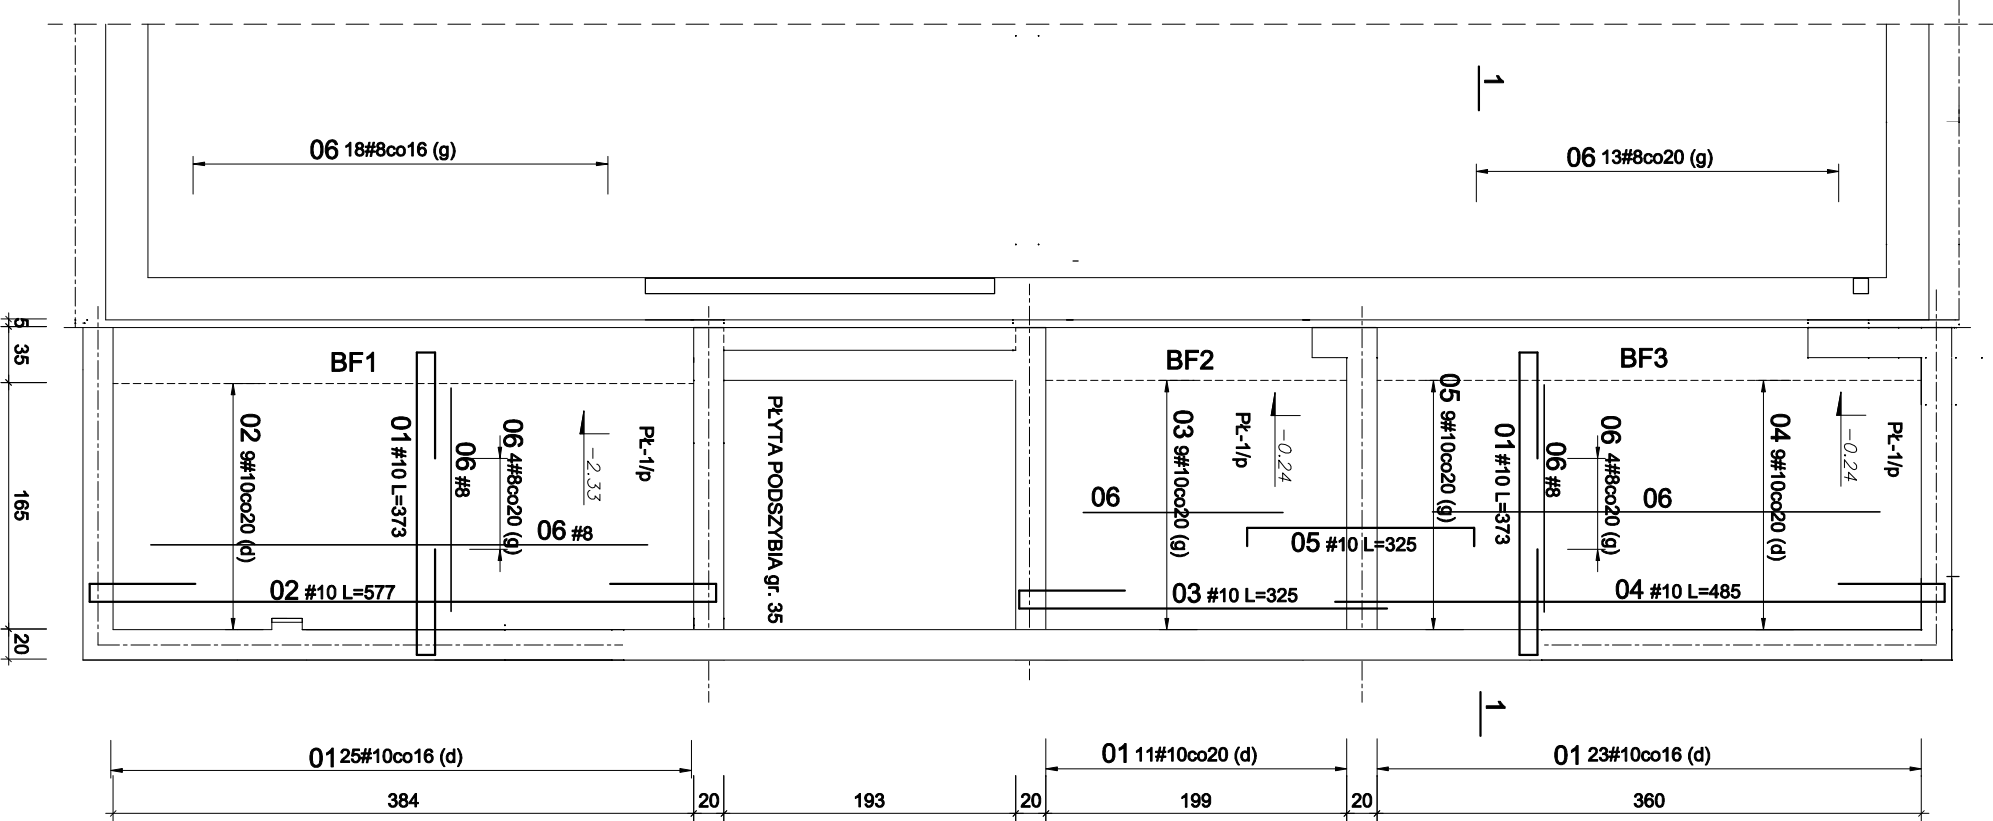 1
06 18#8co16 (g)
06 13#8co20 (g)
5
35
165
20
BF1
BF2
BF3
02 9#10co20 (d)
01 #10 L=373
06 #8
06 4#8co20 (g)
-2.33
PŁ-1/p
06 #8
02 #10 L=577
PŁYTA PODSZYBIA gr. 35
06
03 9#10co20 (g)
PŁ-1/p
-0.24
05 #10 L=325
03 #10 L=325
05 9#10co20 (g)
01 #10 L=373
06 #8
06 4#8co20 (g)
06
04 9#10co20 (d)
-0.24
PŁ-1/p
04 #10 L=485
1
01 25#10co16 (d)
01 11#10co20 (d)
01 23#10co16 (d)
384
20
193
20
199
20
360